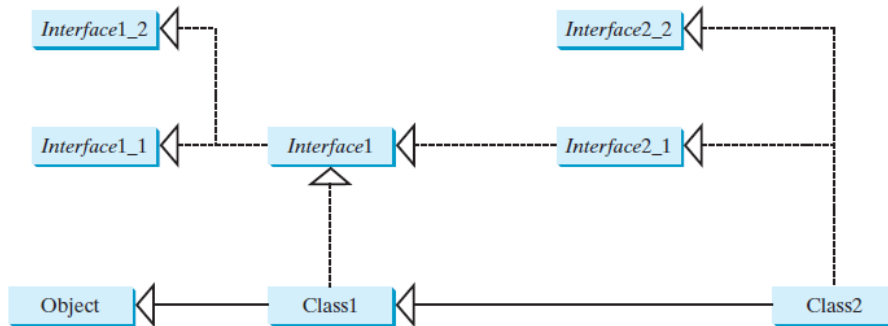 Interface1_2
Interface2_2
Interface1_1
Interface1
Interface2_1
Object
Class1
Class2